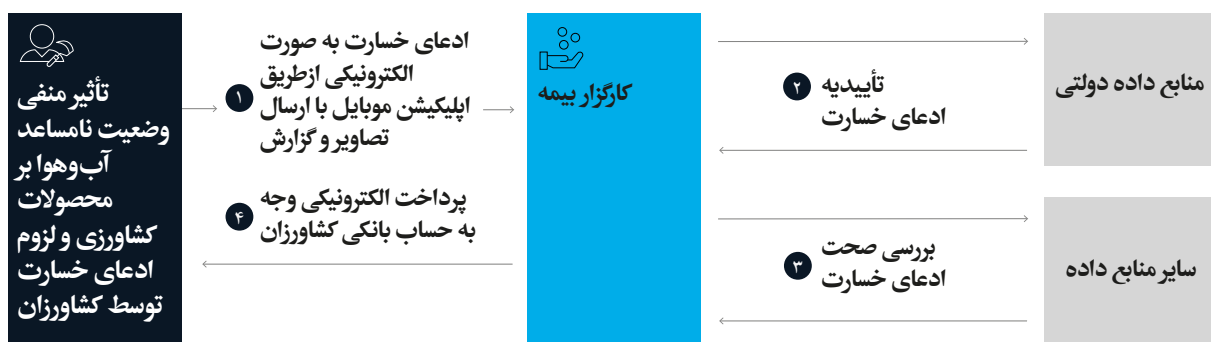 تأثیر منفی
وضعیت نامساعد
آب‌وهوا بر
محصولات
کشاورزی و لزوم
ادعای خسارت
توسط کشاورزان
۱
ادعای خسارت به صورت
الکترونیکی ازطریق
اپلیکیشن موبایل با ارسال
تصاویر و گزارش
کارگزار بیمه
۲
تأییدیه
ادعای خسارت
منابع داده دولتی
۳
بررسی صحت
ادعای خسارت
سایر منابع داده
۴
پرداخت الکترونیکی وجه
به حساب بانکی کشاورزان